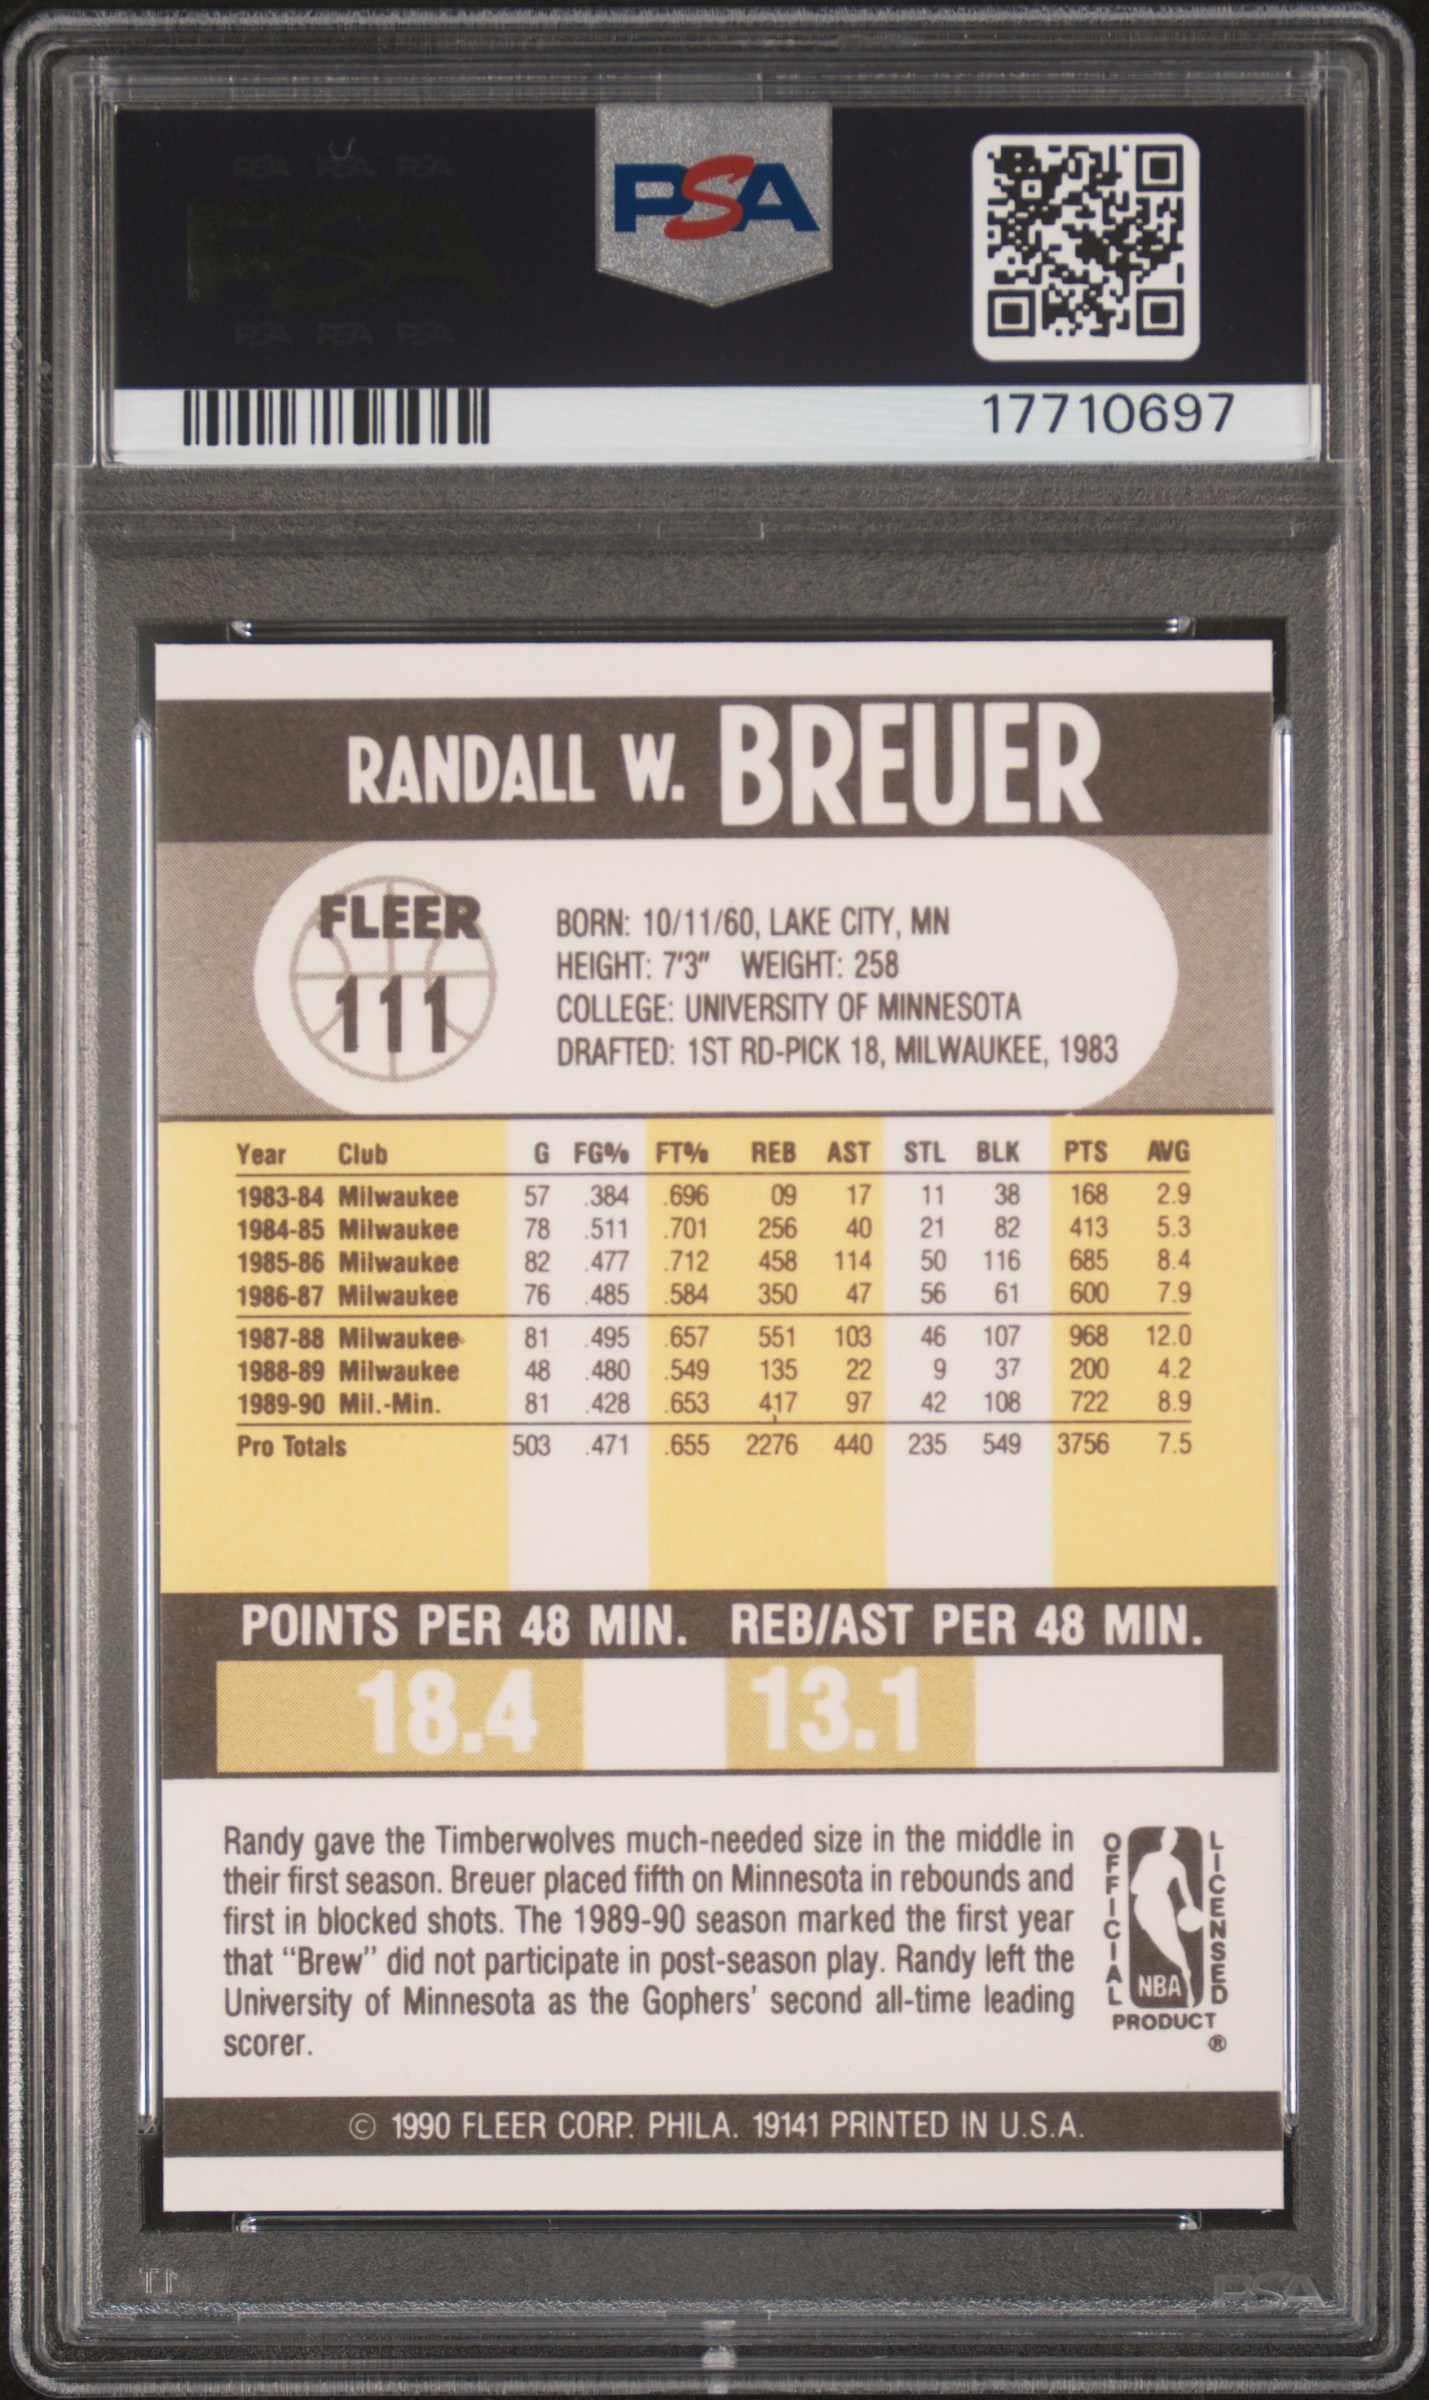 PSA PSA PSA
PSA
PSA PSA PSA
PSA
17710697
RANDALL W. BREUER
FLEER
111
BORN: 10/11/60, LAKE CITY, MN
HEIGHT: 7'3" WEIGHT: 258
COLLEGE: UNIVERSITY OF MINNESOTA
DRAFTED: 1ST RD-PICK 18, MILWAUKEE, 1983
Year Club G FG% FT% REB AST STL BLK PTS AVG
1983-84 Milwaukee 57 .384 .696 09 17 11 38 168 2.9
1984-85 Milwaukee 78 .511 .701 256 40 21 82 413 5.3
1985-86 Milwaukee 82 .477 .712 458 114 50 116 685 8.4
1986-87 Milwaukee 76 .485 .584 350 47 56 61 600 7.9
1987-88 Milwaukee 81 .495 .657 551 103 46 107 968 12.0
1988-89 Milwaukee 48 .480 .549 135 22 9 37 200 4.2
1989-90 Mil.-Min. 81 .428 .653 417 97 42 108 722 8.9
Pro Totals 503 .471 .655 2276 440 235 549 3756 7.5
POINTS PER 48 MIN. REB/AST PER 48 MIN.
18.4 13.1
Randy gave the Timberwolves much-needed size in the middle in
their first season. Breuer placed fifth on Minnesota in rebounds and
first in blocked shots. The 1989-90 season marked the first year
that "Brew" did not participate in post-season play. Randy left the
University of Minnesota as the Gophers' second all-time leading
scorer.
OFFICIAL
LICENSED
NBA
PRODUCT
®
© 1990 FLEER CORP. PHILA. 19141 PRINTED IN U.S.A.
PSA